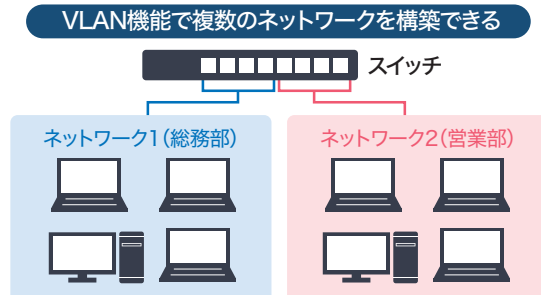 VLAN機能で複数のネットワークを構築できる
スイッチ
ネットワーク1(総務部)
ネットワーク2(営業部)